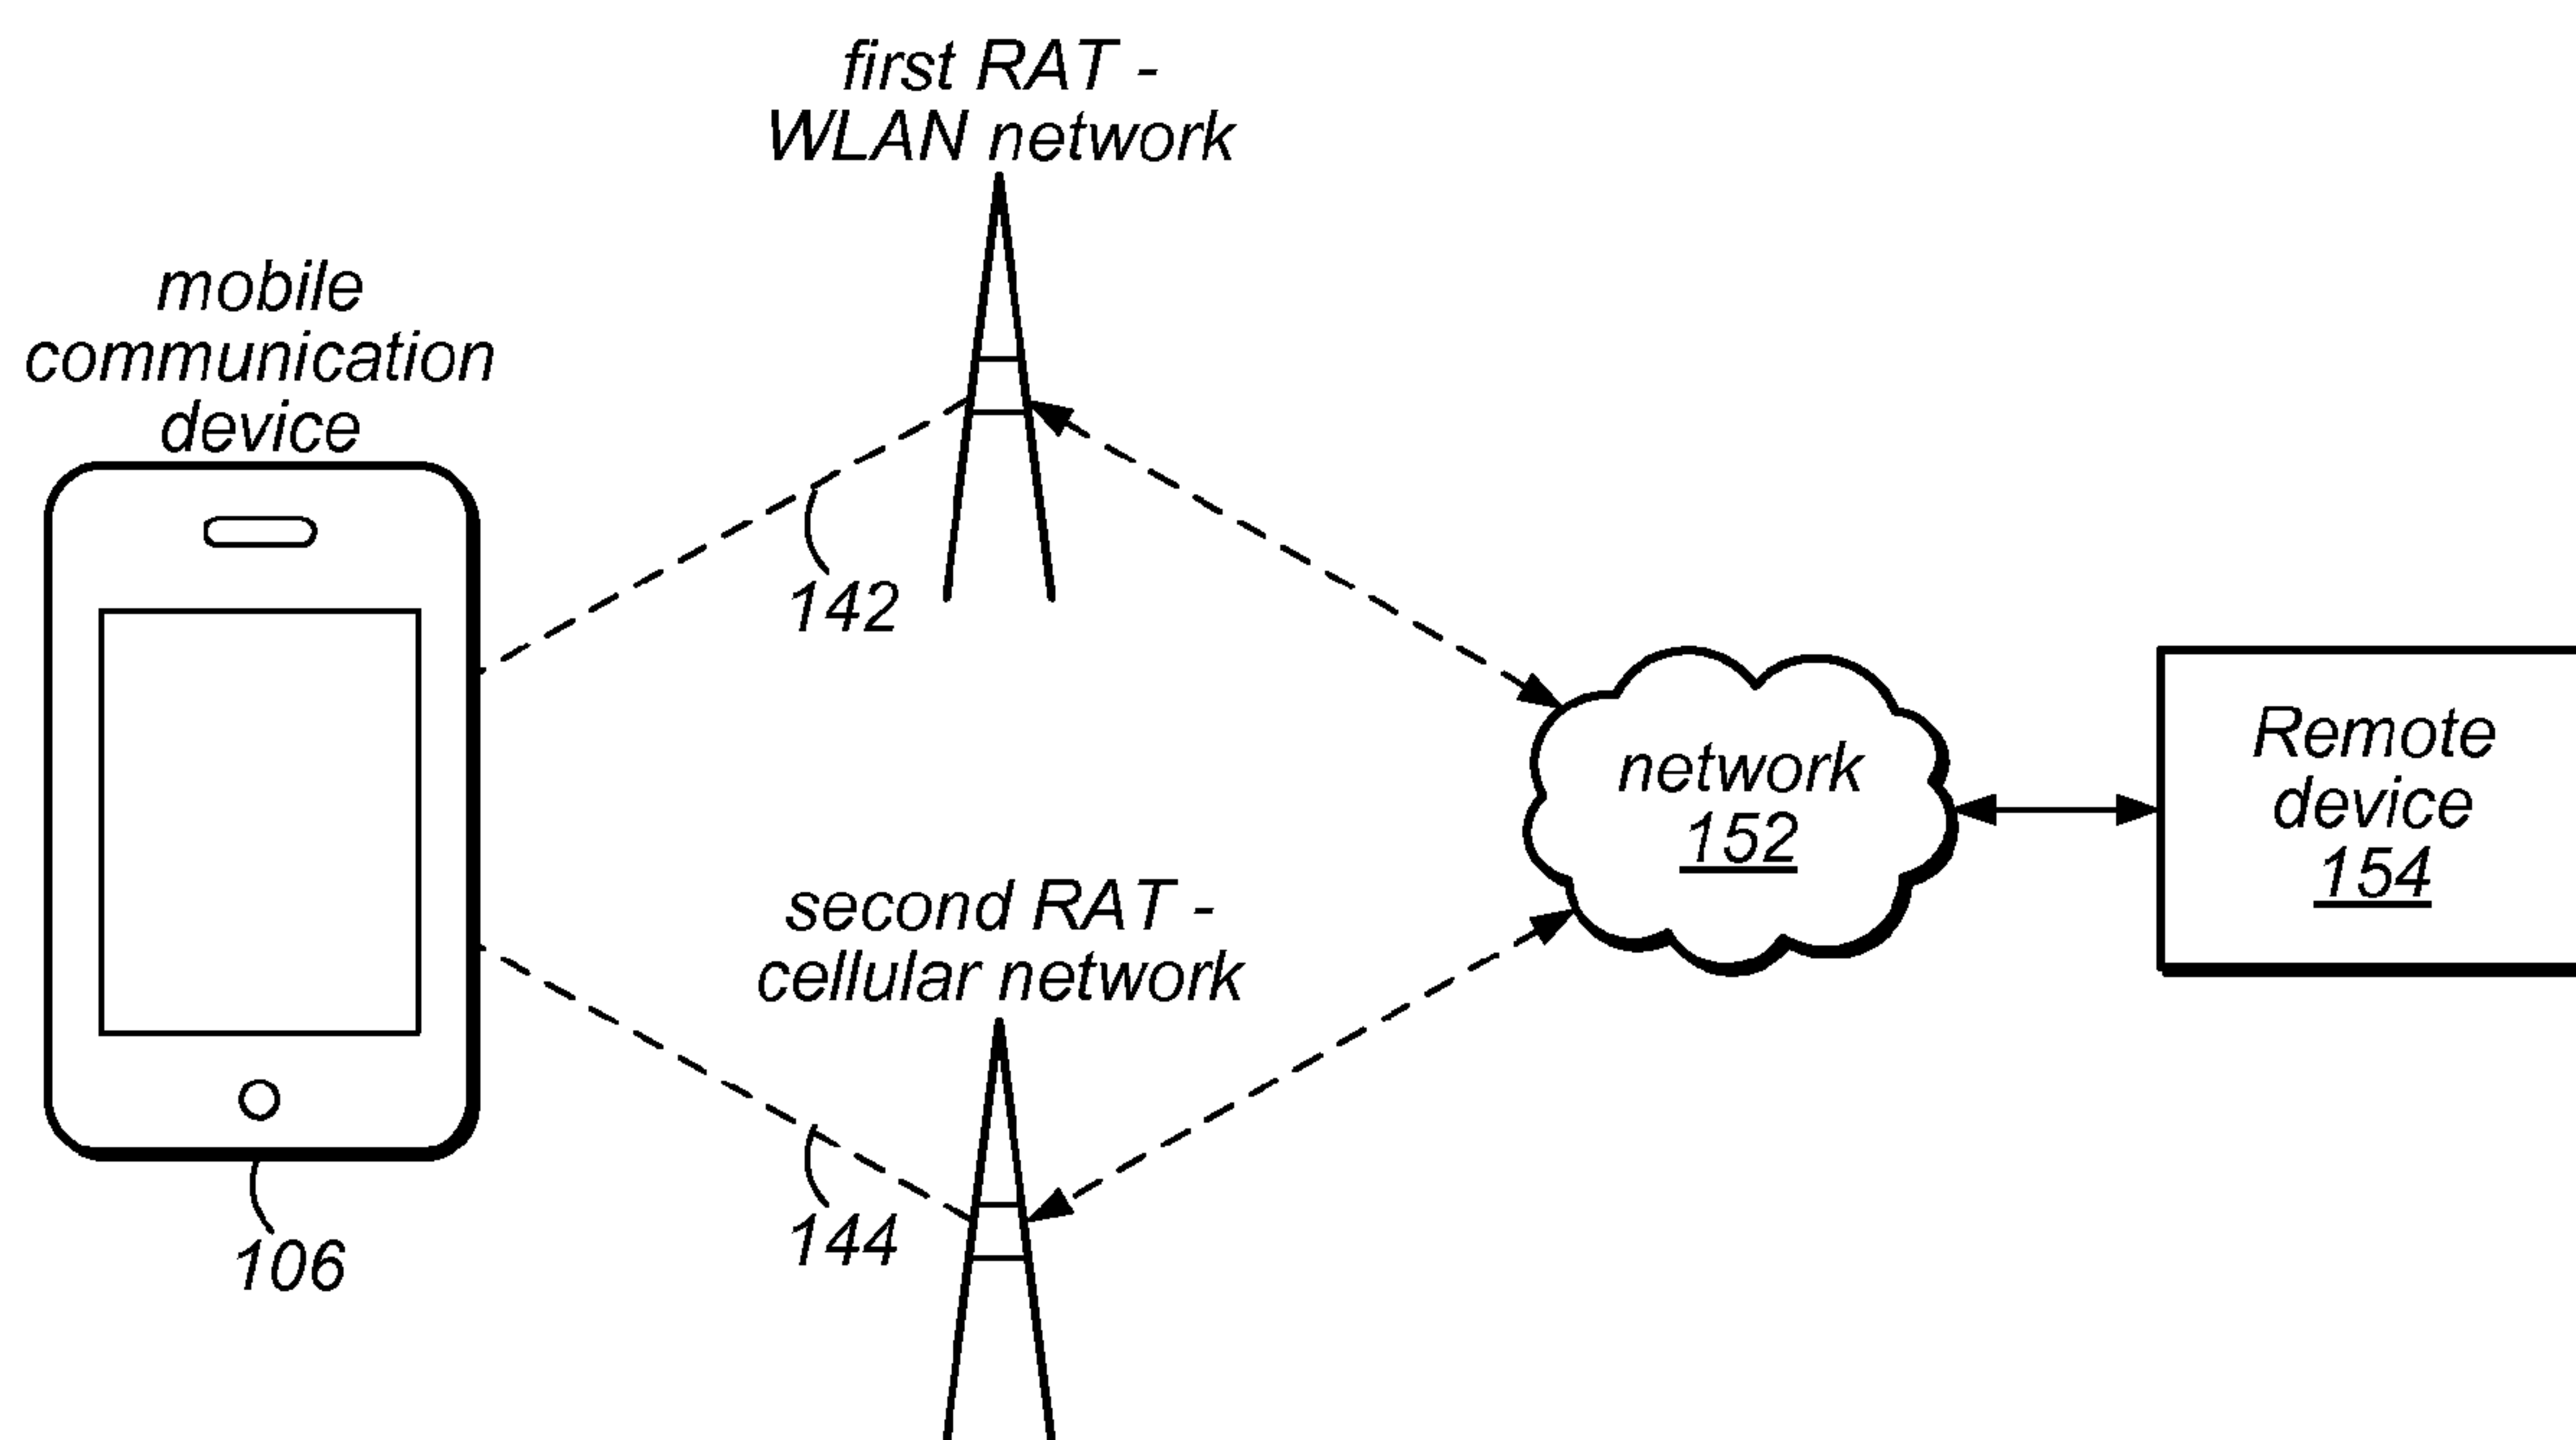 first RAT -
WLAN network
mobile
communication
device
142
network
152
Remote
device
154
second RAT -
cellular network
144
106